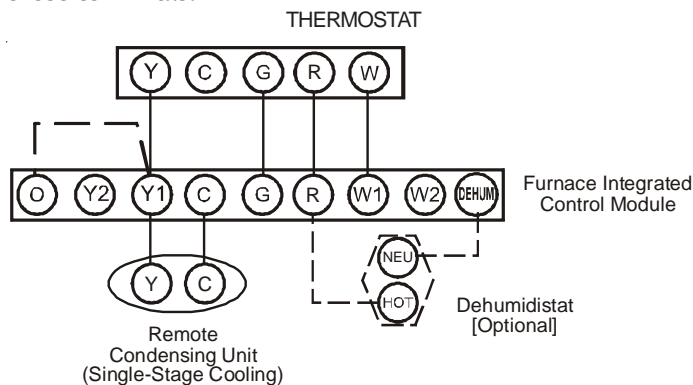 THERMOSTAT
Y C G R W
O Y2 Y1 C G R W1 W2 DEHUM
Furnace Integrated
Control Module
NEU
HOT
Y C
Dehumidistat
[Optional]
Remote
Condensing Unit
(Single-Stage Cooling)